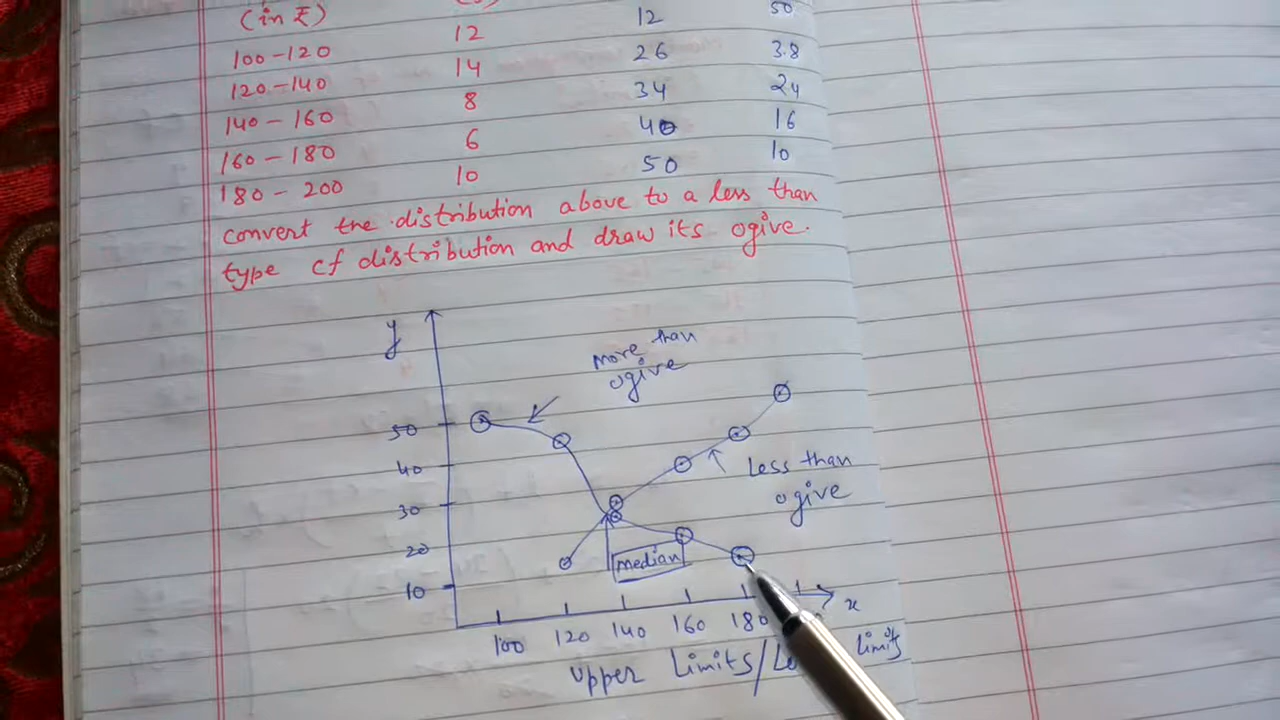 (in ₹)
12 50
100-120 12 26 3.8
120-140 14 34 24
140-160 8 40 16
160-180 6 50 10
180-200 10
convert the distribution above to a less than
type cf distribution and draw its ogive.
y
more than
ogive
50
40
30
20
10
Less than
ogive
median
100 120 140 160 180
x
upper Limits/ limits